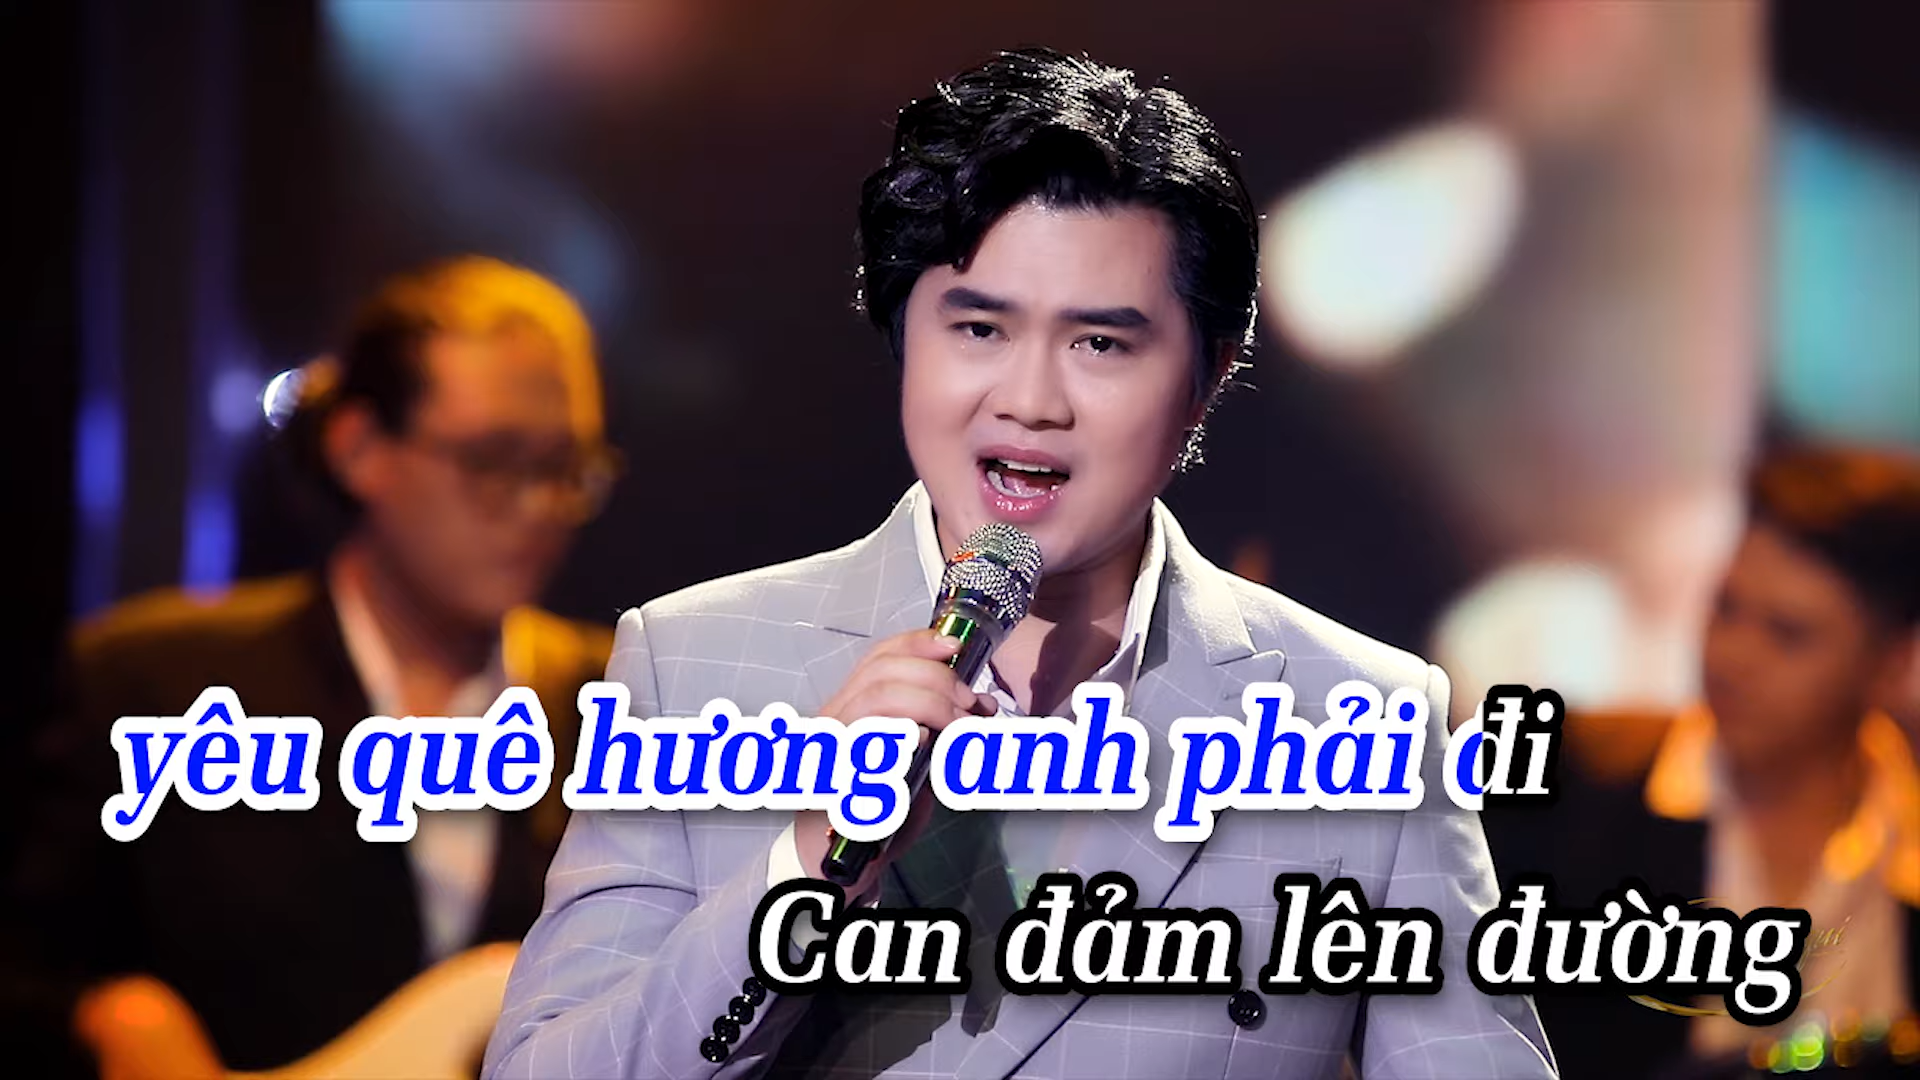 yêu quê hương anh phải đi
Can đảm lên đường